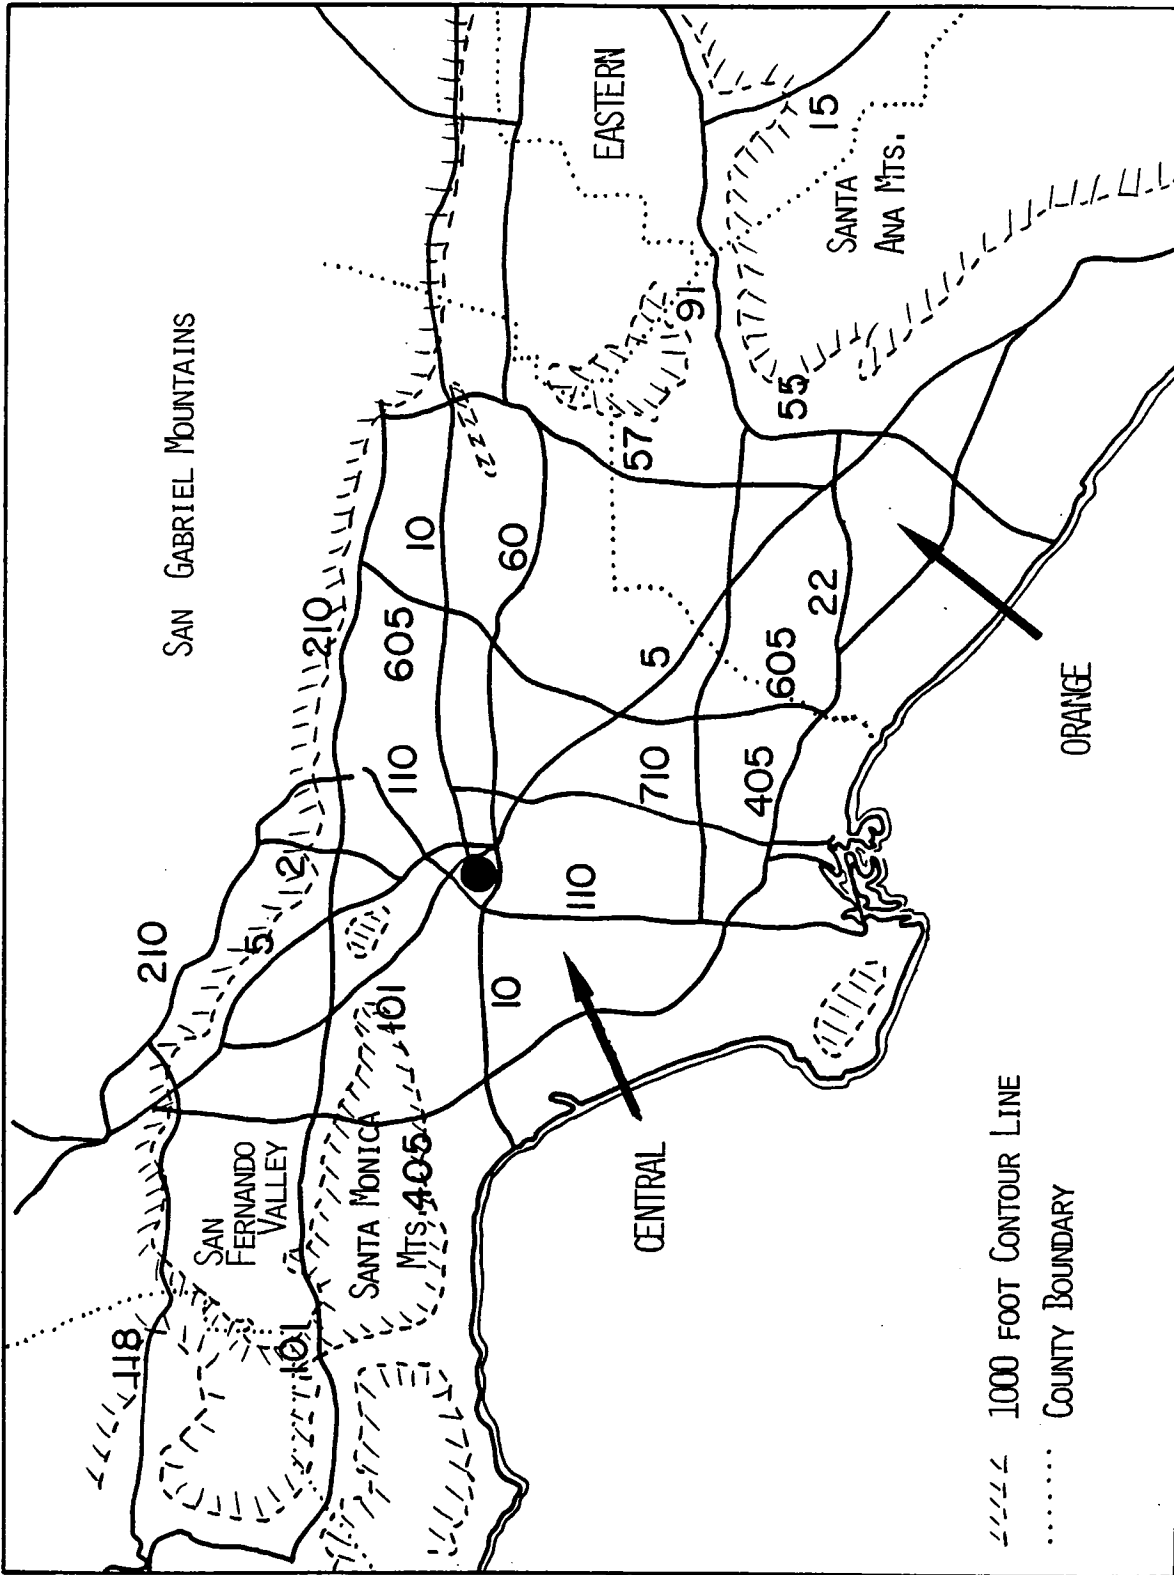 SAN GABRIEL MOUNTAINS
118
210
SAN
FERNANDO
VALLEY
5
2
210
101
SANTA MONICA
MTS.
405
101
110
605
10
60
10
110
710
5
57
91
EASTERN
405
605
22
55
15
SANTA
ANA MTS.
CENTRAL
ORANGE
1000 FOOT CONTOUR LINE
COUNTY BOUNDARY